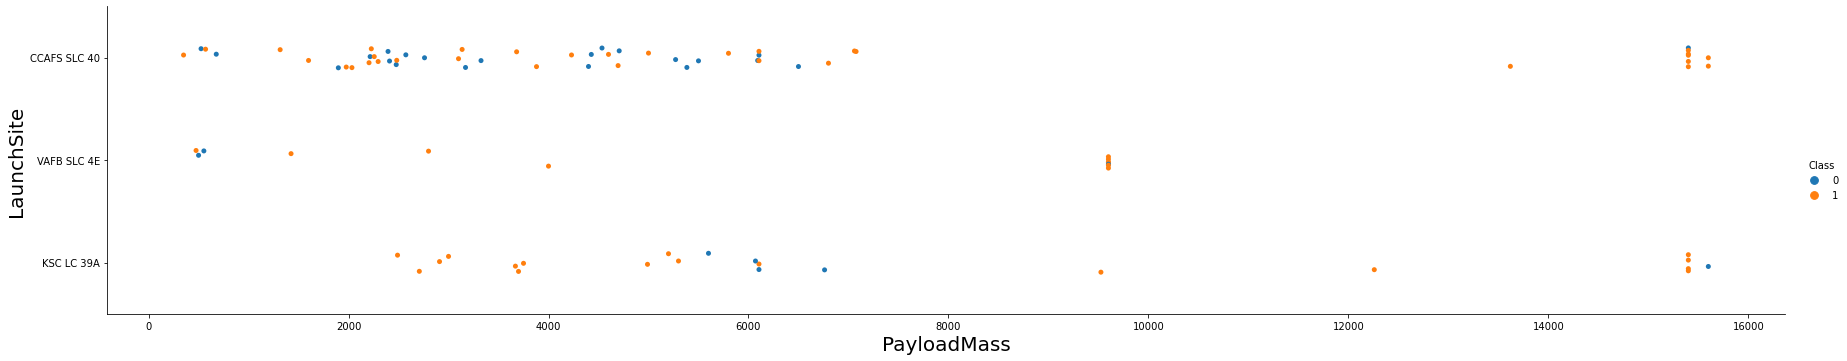 LaunchSite
CCAFS SLC 40
VAFB SLC 4E
KSC LC 39A
0 2000 4000 6000 8000 10000 12000 14000 16000
PayloadMass
Class
0
1